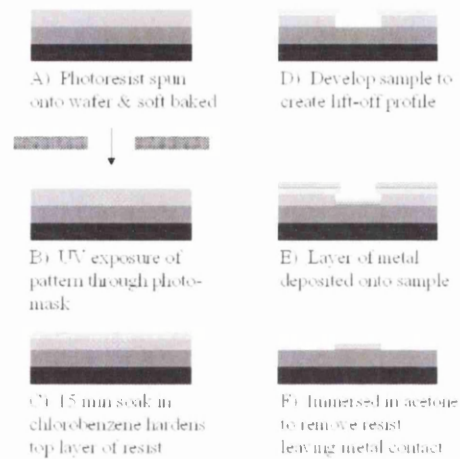 A) Photoresist spun
onto wafer & soft baked
B) UV exposure of
pattern through photo-
mask
C) 15 min soak in
chlorobenzene hardens
top layer of resist
D) Develop sample to
create lift-off profile
E) Layer of metal
deposited onto sample
F) Immersed in acetone
to remove resist
leaving metal contact